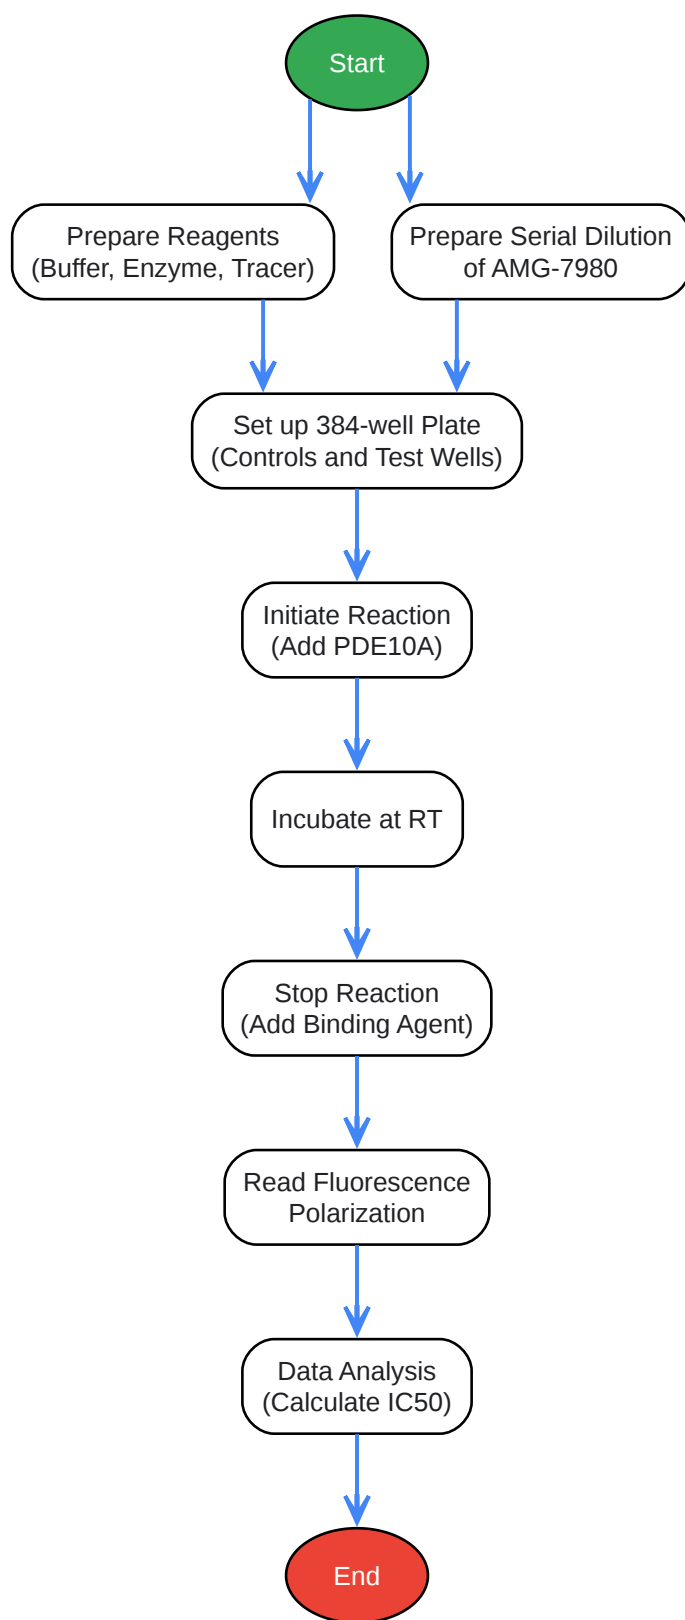 Start
Prepare Reagents
(Buffer, Enzyme, Tracer)
Prepare Serial Dilution
of AMG-7980
Set up 384-well Plate
(Controls and Test Wells)
Initiate Reaction
(Add PDE10A)
Incubate at RT
Stop Reaction
(Add Binding Agent)
Read Fluorescence
Polarization
Data Analysis
(Calculate IC50)
End